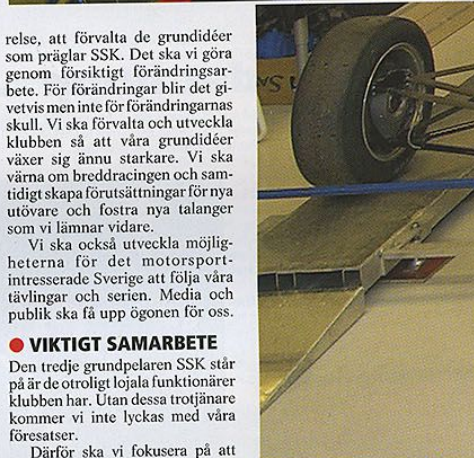 relse, att förvalta de grundidéer
som präglar SSK. Det ska vi göra
genom försiktigt förändringsar-
bete. För förändringar blir det gi-
vetvis men inte för förändringarnas
skull. Vi ska förvalta och utveckla
klubben så att våra grundidéer
växer sig ännu starkare. Vi ska
värna om breddracingen och sam-
tidigt skapa förutsättningar för nya
utövare och fostra nya talanger
som vi lämnar vidare.
Vi ska också utveckla möjlig-
heterna för det motorsport-
intresserade Sverige att följa våra
tävlingar och serien. Media och
publik ska få upp ögonen för oss.
● VIKTIGT SAMARBETE
Den tredje grundpelaren SSK står
på är de otroligt lojala funktionärer
klubben har. Utan dessa trotjänare
kommer vi inte lyckas med våra
föresatser.
Därför ska vi fokusera på att